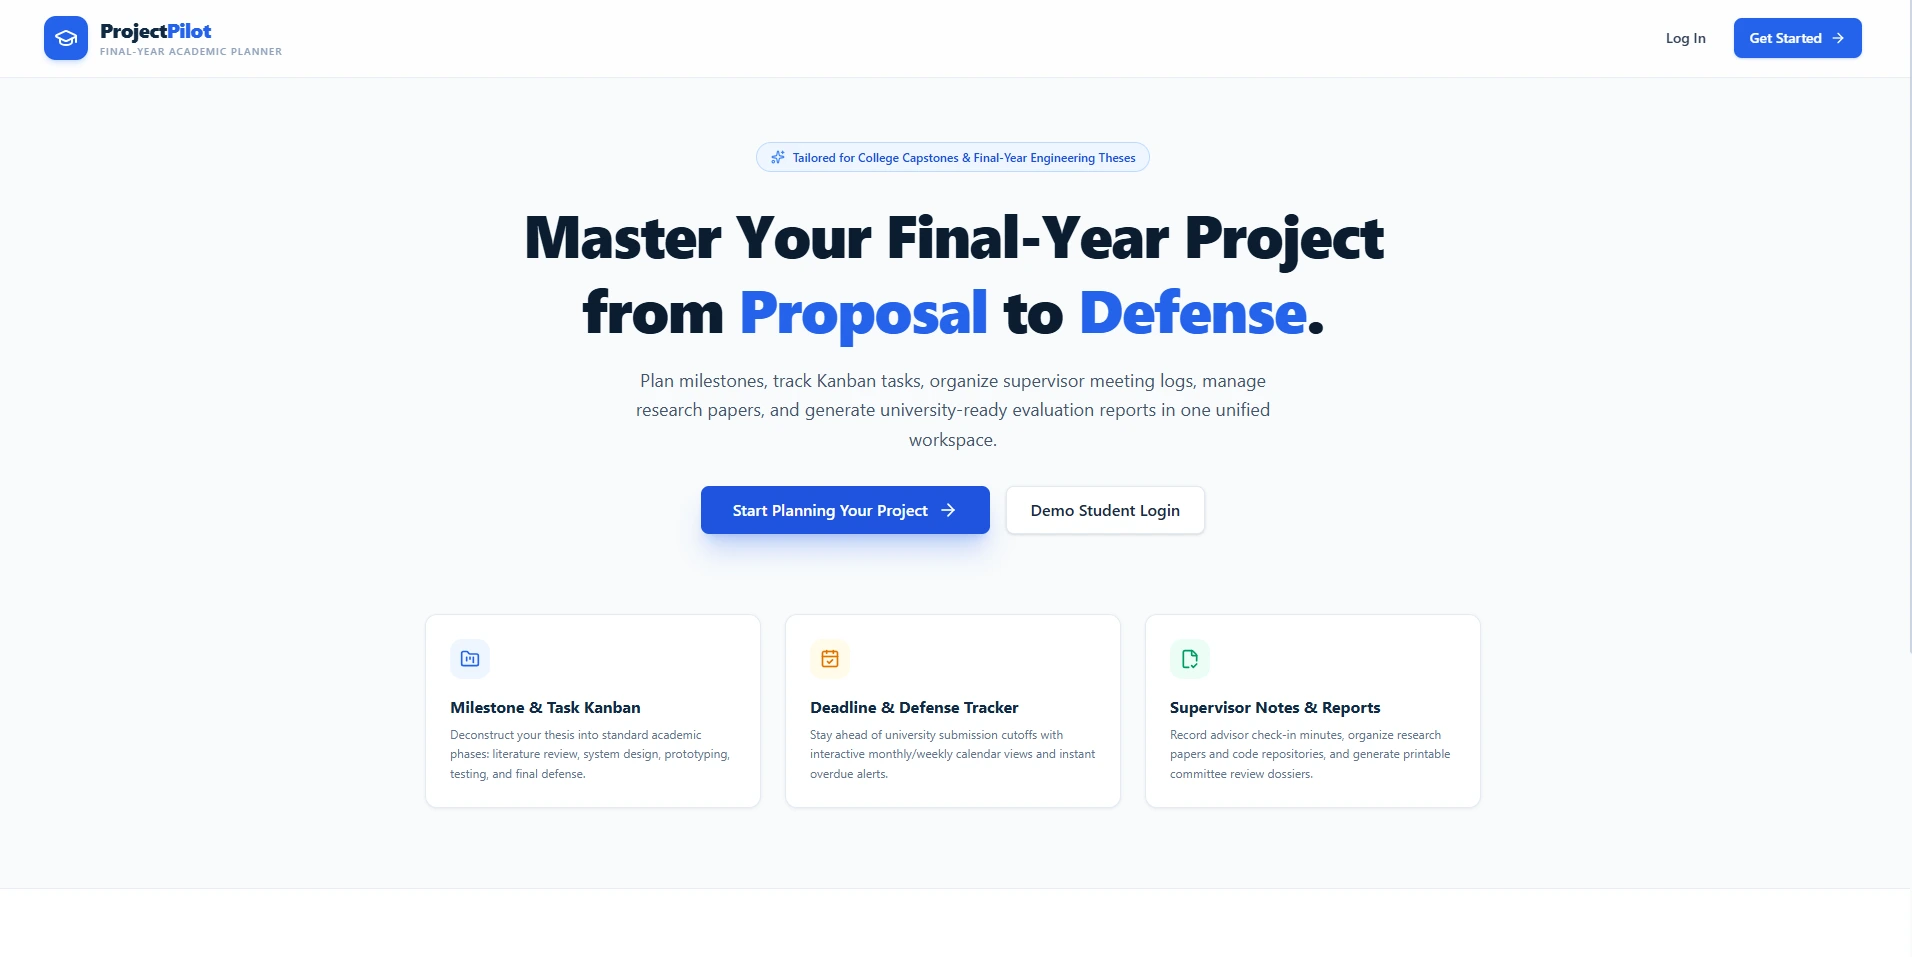 ProjectPilot
FINAL-YEAR ACADEMIC PLANNER
Log In
Get Started
Tailored for College Capstones & Final-Year Engineering Theses
Master Your Final-Year Project
from Proposal to Defense.
Plan milestones, track Kanban tasks, organize supervisor meeting logs, manage
research papers, and generate university-ready evaluation reports in one unified
workspace.
Start Planning Your Project
Demo Student Login
Milestone & Task Kanban
Deconstruct your thesis into standard academic
phases: literature review, system design, prototyping,
testing, and final defense.
Deadline & Defense Tracker
Stay ahead of university submission cutoffs with
interactive monthly/weekly calendar views and instant
overdue alerts.
Supervisor Notes & Reports
Record advisor check-in minutes, organize research
papers and code repositories, and generate printable
committee review dossiers.